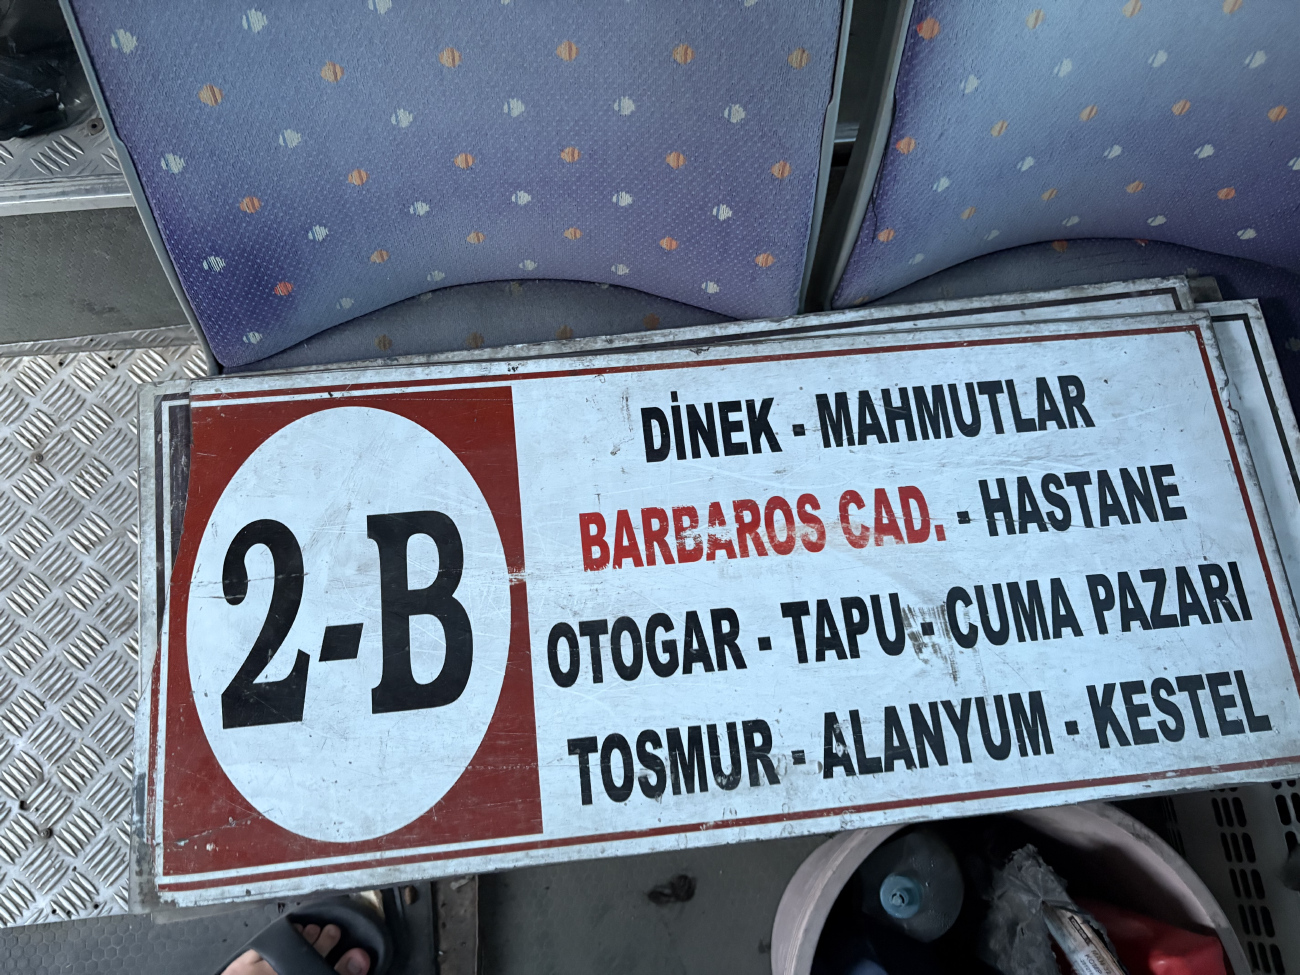 2-B
DİNEK - MAHMUTLAR
BARBAROS CAD. - HASTANE
OTOGAR - TAPU - CUMA PAZARI
TOSMUR - ALANYUM - KESTEL